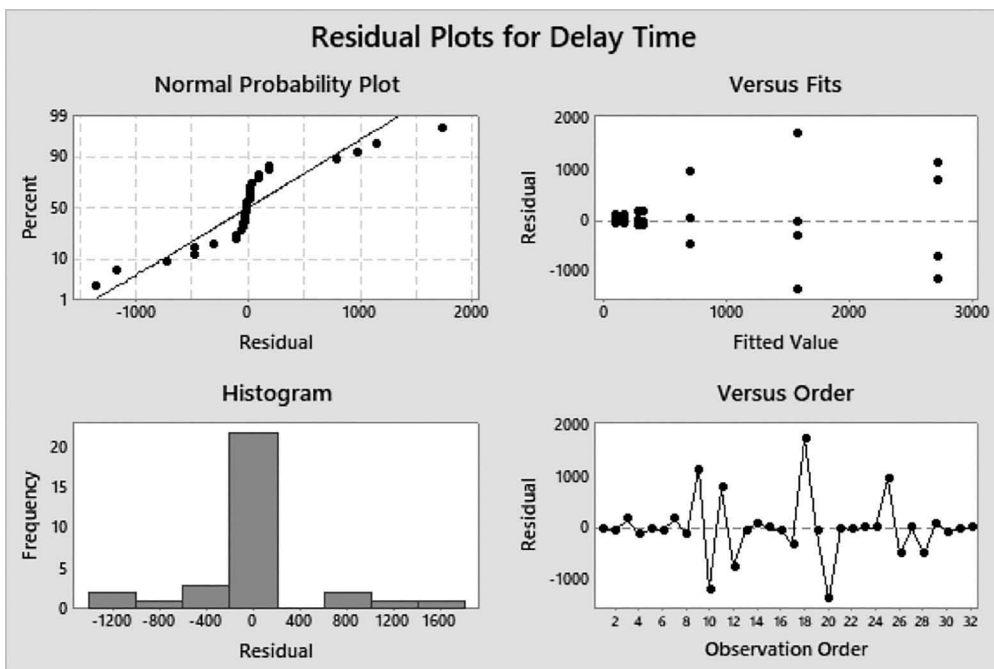 Residual Plots for Delay Time
Normal Probability Plot
99
90
50
10
1
Percent
-1000 0 1000 2000
Residual
Versus Fits
2000
1000
0
-1000
Residual
0 1000 2000 3000
Fitted Value
Histogram
20
15
10
5
0
Frequency
-1200 -800 -400 0 400 800 1200 1600
Residual
Versus Order
2000
1000
0
-1000
Residual
2 4 6 8 10 12 14 16 18 20 22 24 26 28 30 32
Observation Order